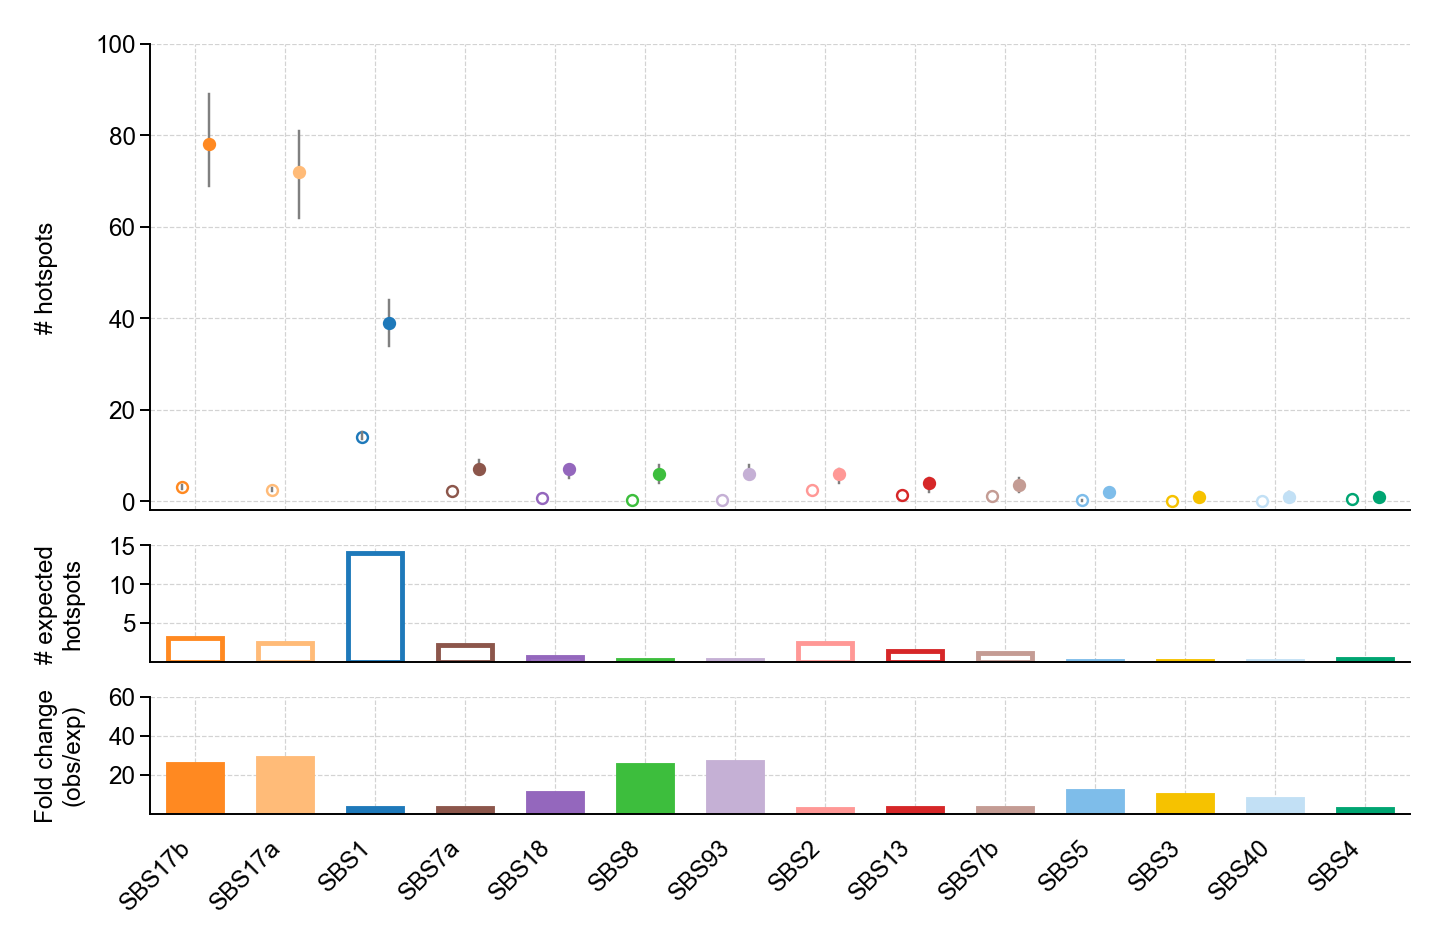 # hotspots
100
80
60
40
20
0
# expected
hotspots
15
10
5
Fold change
(obs/exp)
60
40
20
SBS17b
SBS17a
SBS1
SBS7a
SBS18
SBS8
SBS93
SBS2
SBS13
SBS7b
SBS5
SBS3
SBS40
SBS4